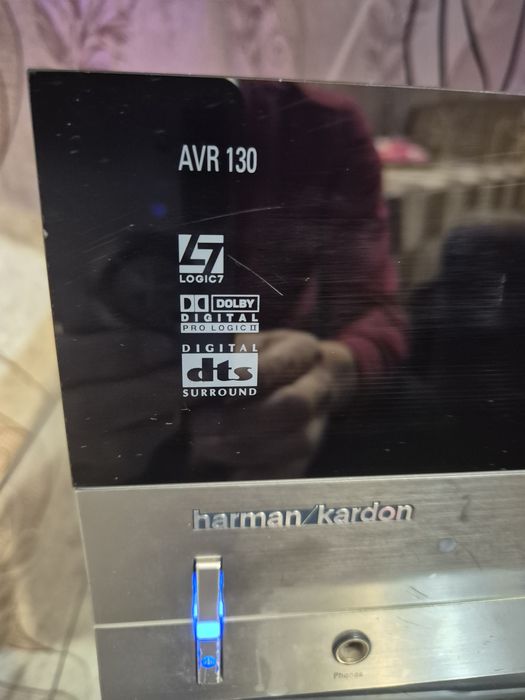 AVR 130
L7
LOGIC7
DOLBY
DIGITAL
PRO LOGIC II
DIGITAL
dts
SURROUND
harman/kardon
Phones